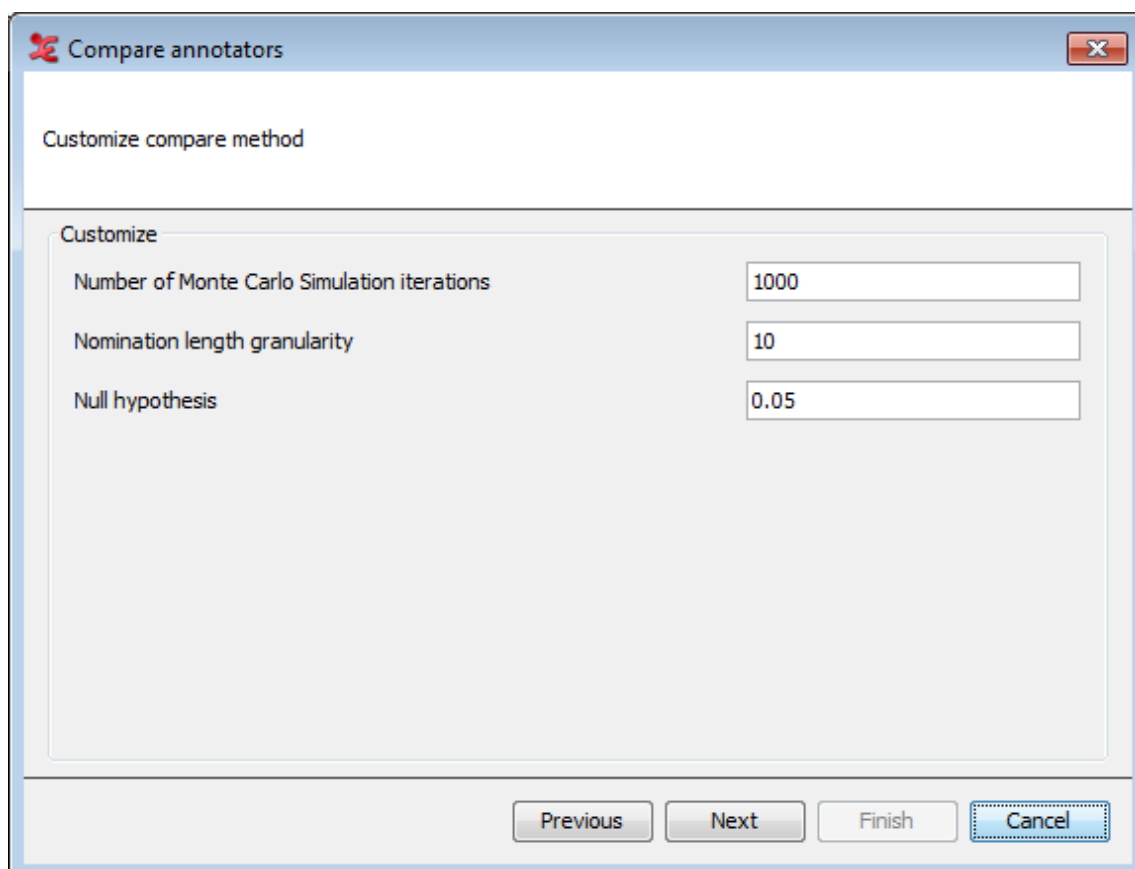 Compare annotators
Customize compare method
Customize
Number of Monte Carlo Simulation iterations 1000
Nomination length granularity 10
Null hypothesis 0.05
Previous Next Finish Cancel